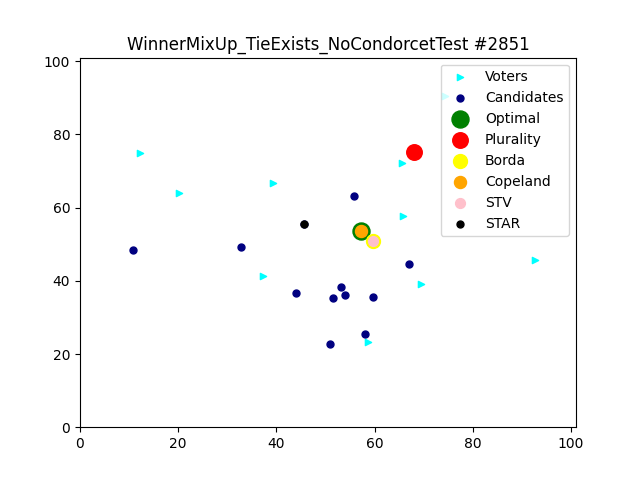 WinnerMixUp_TieExists_NoCondorcetTest #2851
100
80
60
40
20
0
0
20
40
60
80
100
Voters
Candidates
Optimal
Plurality
Borda
Copeland
STV
STAR